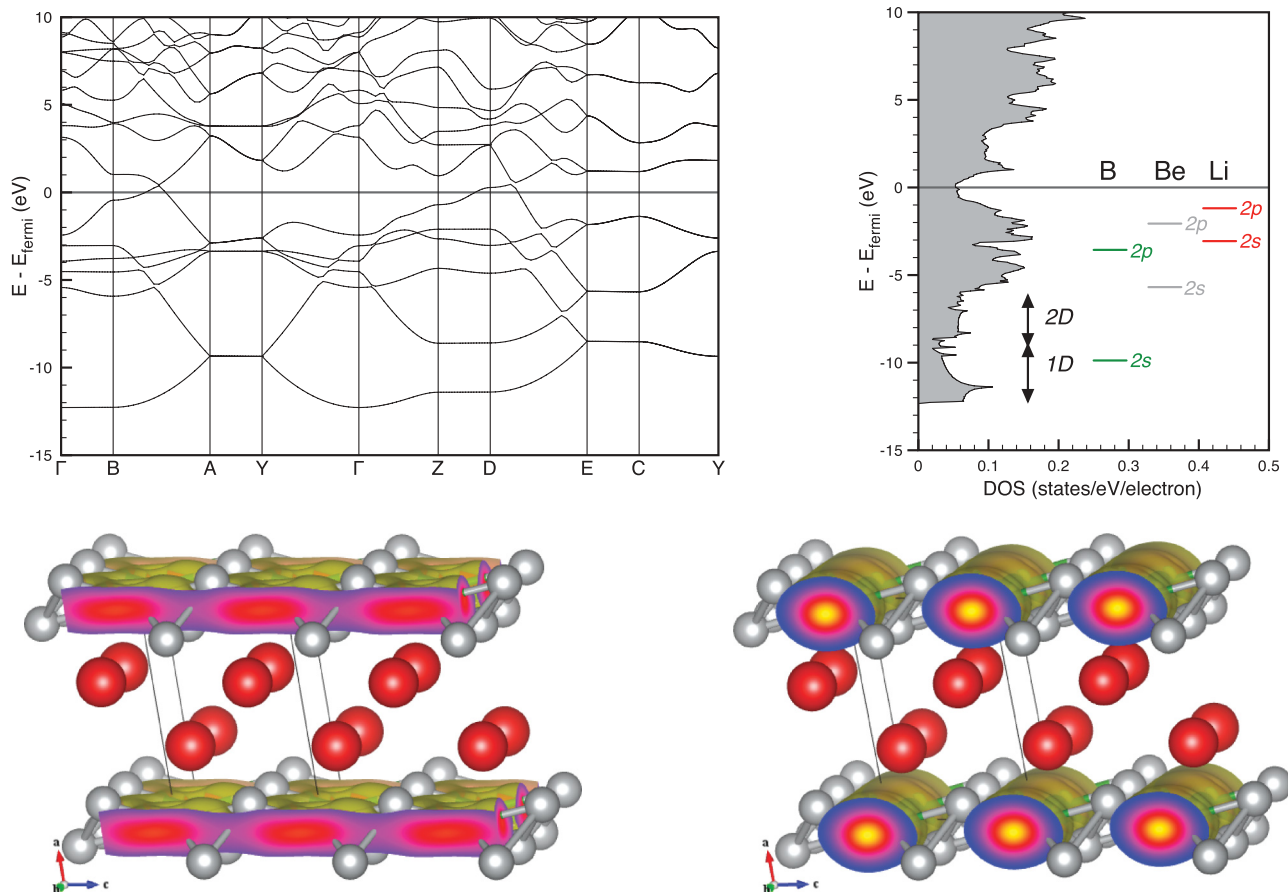 10
5
0
-5
-10
-15
E - E_fermi (eV)
Γ B A Y Γ Z D E C Y
10
5
0
-5
-10
-15
E - E_fermi (eV)
B Be Li
2p
2p
2s
2p
2s
2s
2D
1D
0 0.1 0.2 0.3 0.4 0.5
DOS (states/eV/electron)
a
b
c
a
b
c